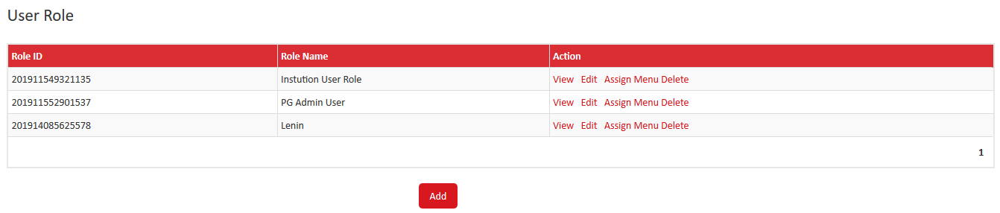 User Role
Role ID Role Name Action
201911549321135 Instution User Role View Edit Assign Menu Delete
201911552901537 PG Admin User View Edit Assign Menu Delete
201914085625578 Lenin View Edit Assign Menu Delete
1
Add